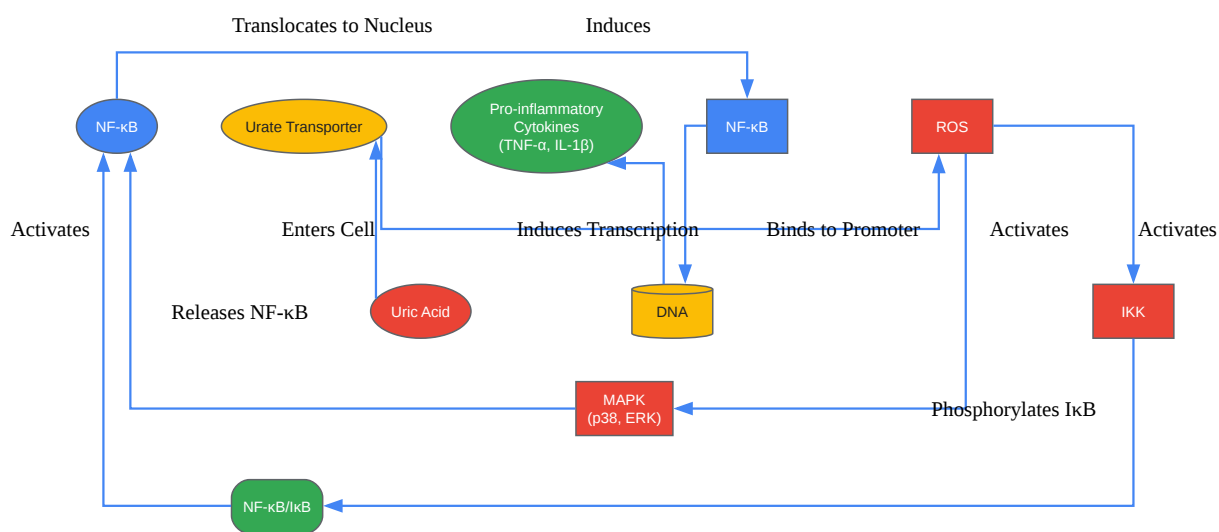 Translates to Nucleus
Induces
NF-κB
Urate Transporter
Pro-inflammatory
Cytokines
(TNF-α, IL-1β)
NF-κB
ROS
Activates
Enters Cell
Induces Transcription
Binds to Promoter
Activates
Activates
Releases NF-κB
Uric Acid
DNA
IKK
MAPK
(p38, ERK)
Phosphorylates IκB
NF-κB/IκB